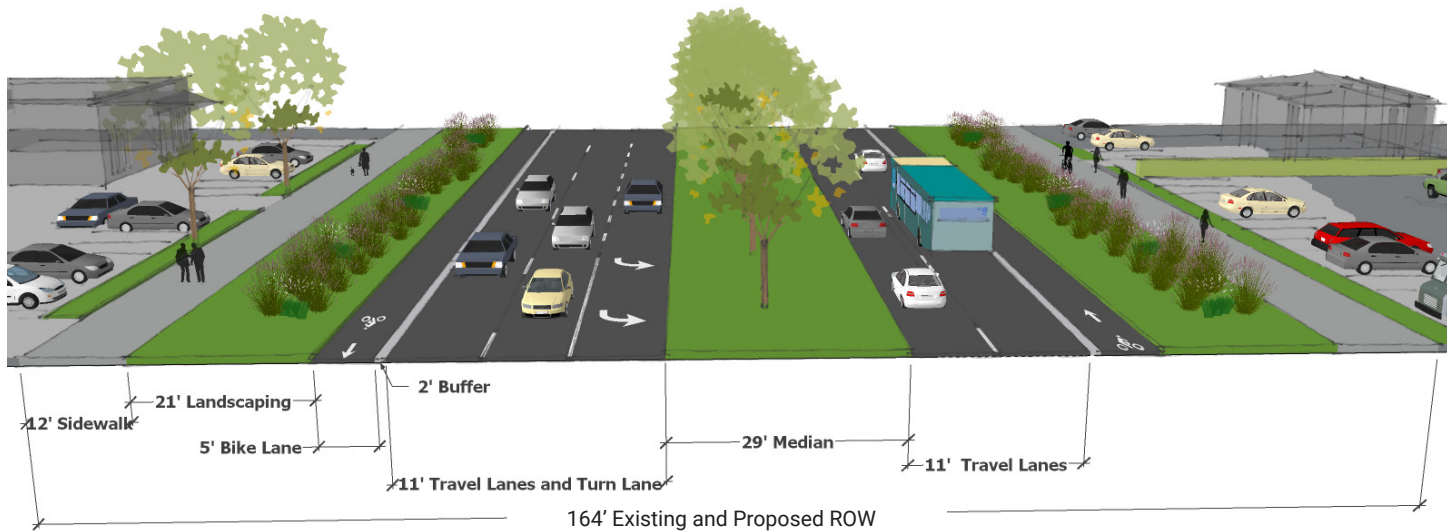 2' Buffer
21' Landscaping
12' Sidewalk
5' Bike Lane
29' Median
11' Travel Lanes
11' Travel Lanes and Turn Lane
164’ Existing and Proposed ROW